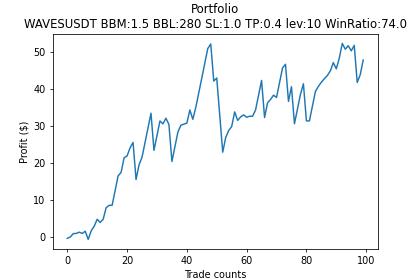 Portfolio
WAVESUSDT BBM:1.5 BBL:280 SL:1.0 TP:0.4 lev:10 WinRatio:74.0
Profit ($)
50
40
30
20
10
0
0 20 40 60 80 100
Trade counts